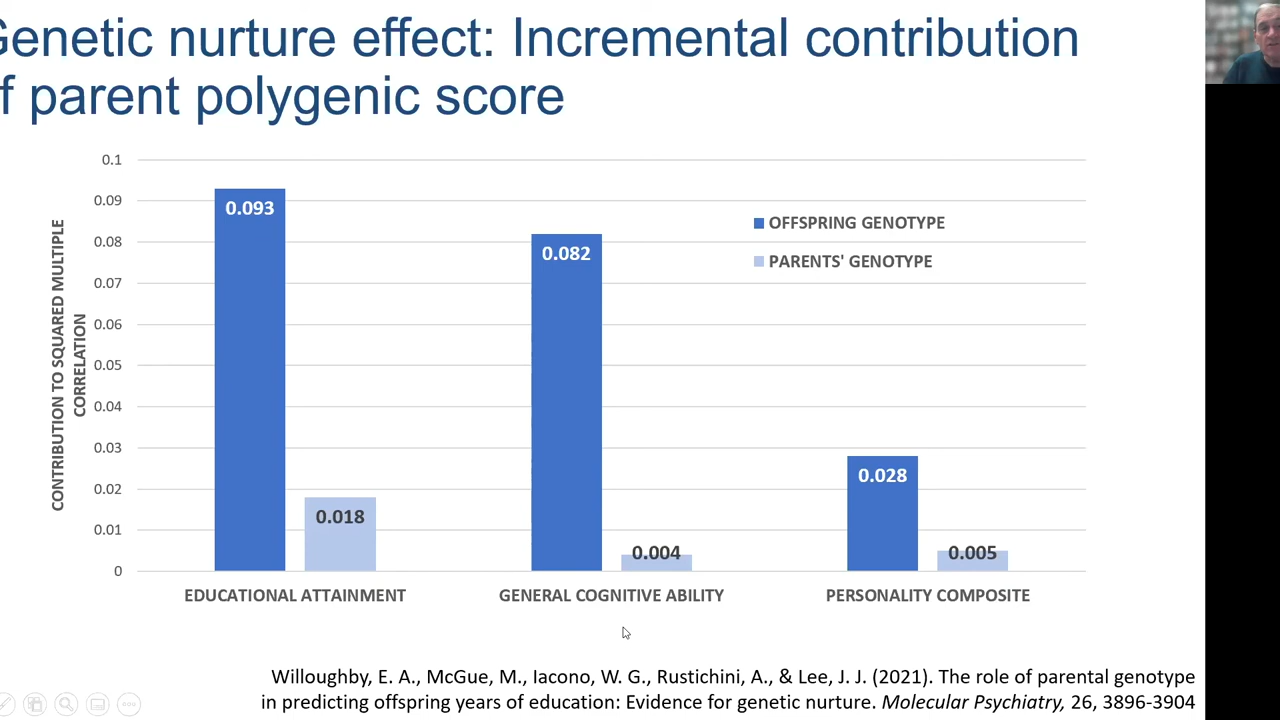 Genetic nurture effect: Incremental contribution
f parent polygenic score
0.1
0.09
0.08
0.07
0.06
0.05
0.04
0.03
0.02
0.01
0
CONTRIBUTION TO SQUARED MULTIPLE
CORRELATION
0.093
0.018
0.082
0.004
0.028
0.005
OFFSPRING GENOTYPE
PARENTS' GENOTYPE
EDUCATIONAL ATTAINMENT
GENERAL COGNITIVE ABILITY
PERSONALITY COMPOSITE
Willoughby, E. A., McGue, M., Iacono, W. G., Rustichini, A., & Lee, J. J. (2021). The role of parental genotype
in predicting offspring years of education: Evidence for genetic nurture. Molecular Psychiatry, 26, 3896-3904